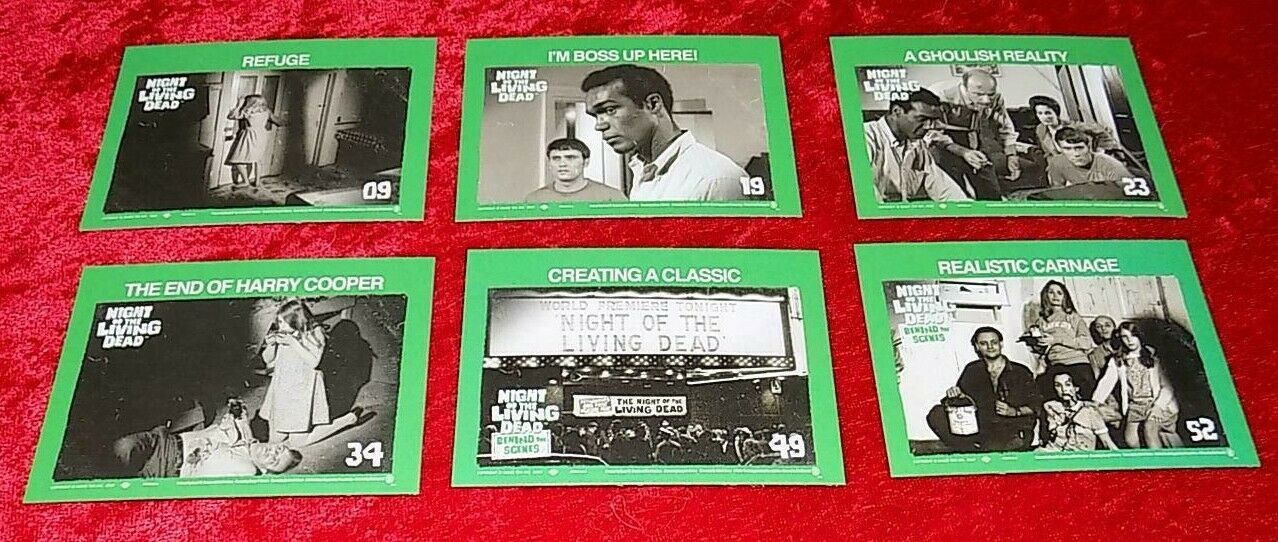 REFUGE
NIGHT
OF THE
LIVING
DEAD
09
I'M BOSS UP HERE!
NIGHT
OF THE
LIVING
DEAD
19
A GHOULISH REALITY
NIGHT
OF THE
LIVING
DEAD
23
THE END OF HARRY COOPER
NIGHT
OF THE
LIVING
DEAD
34
CREATING A CLASSIC
WORLD PREMIERE TONIGHT
'NIGHT OF THE
LIVING DEAD'
THE NIGHT OF THE
LIVING DEAD
NIGHT
OF THE
LIVING
DEAD
BEHIND THE
SCENES
49
REALISTIC CARNAGE
NIGHT
OF THE
LIVING
DEAD
BEHIND THE
SCENES
52